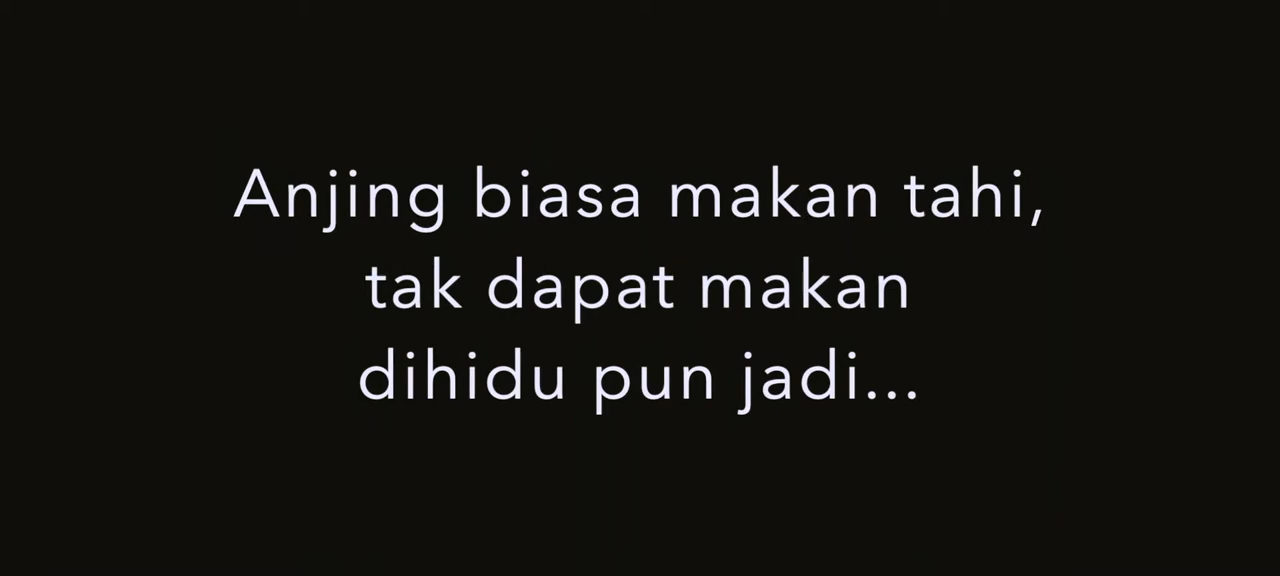 Anjing biasa makan tahi,
tak dapat makan
dihidu pun jadi...